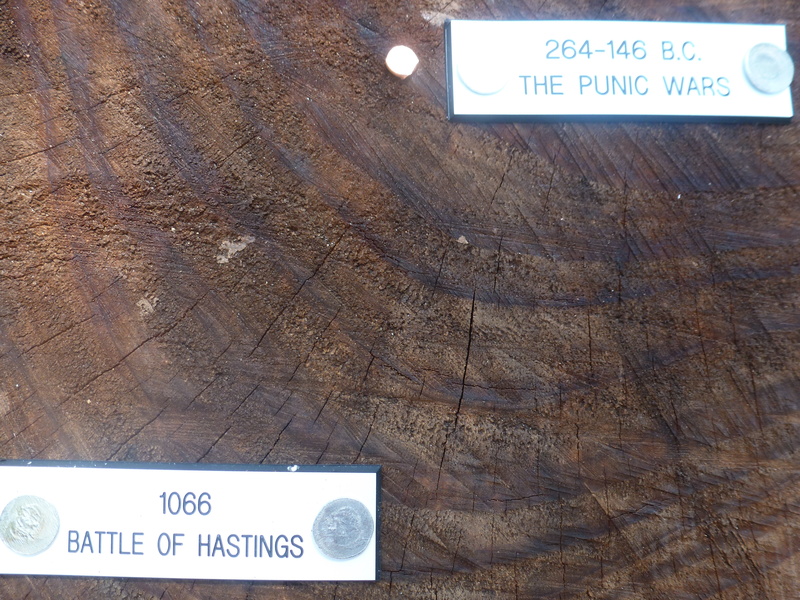 264-146 B.C.
THE PUNIC WARS
1066
BATTLE OF HASTINGS